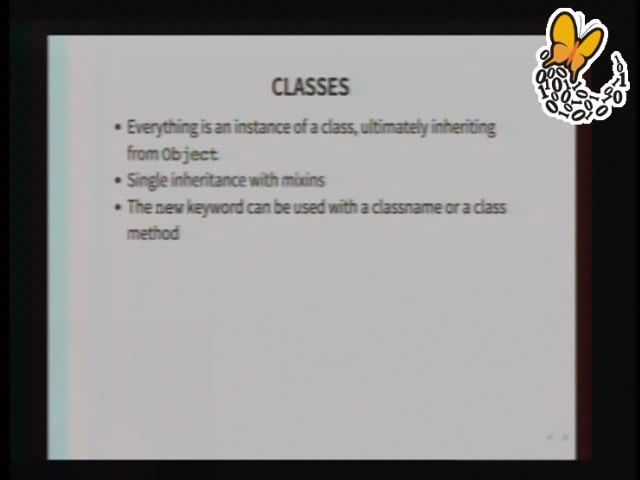 CLASSES
• Everything is an instance of a class, ultimately inheriting
from Object
• Single inheritance with mixins
• The new keyword can be used with a classname or a class
method